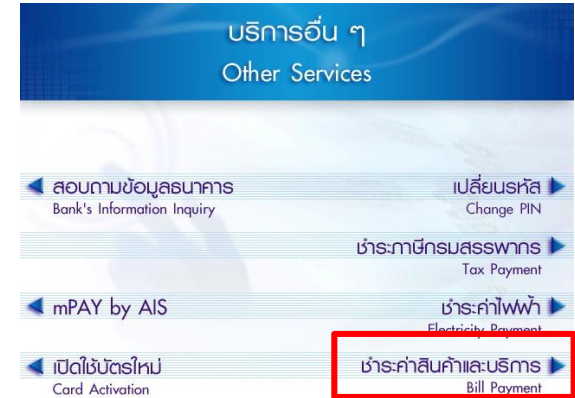 บริการอื่น ๆ
Other Services
สอบถามข้อมูลธนาคาร
Bank's Information Inquiry
เปลี่ยนรหัส
Change PIN
ชำระภาษีกรมสรรพากร
Tax Payment
mPAY by AIS
ชำระค่าไฟฟ้า
Electricity Payment
เปิดใช้บัตรใหม่
Card Activation
ชำระค่าสินค้าและบริการ
Bill Payment